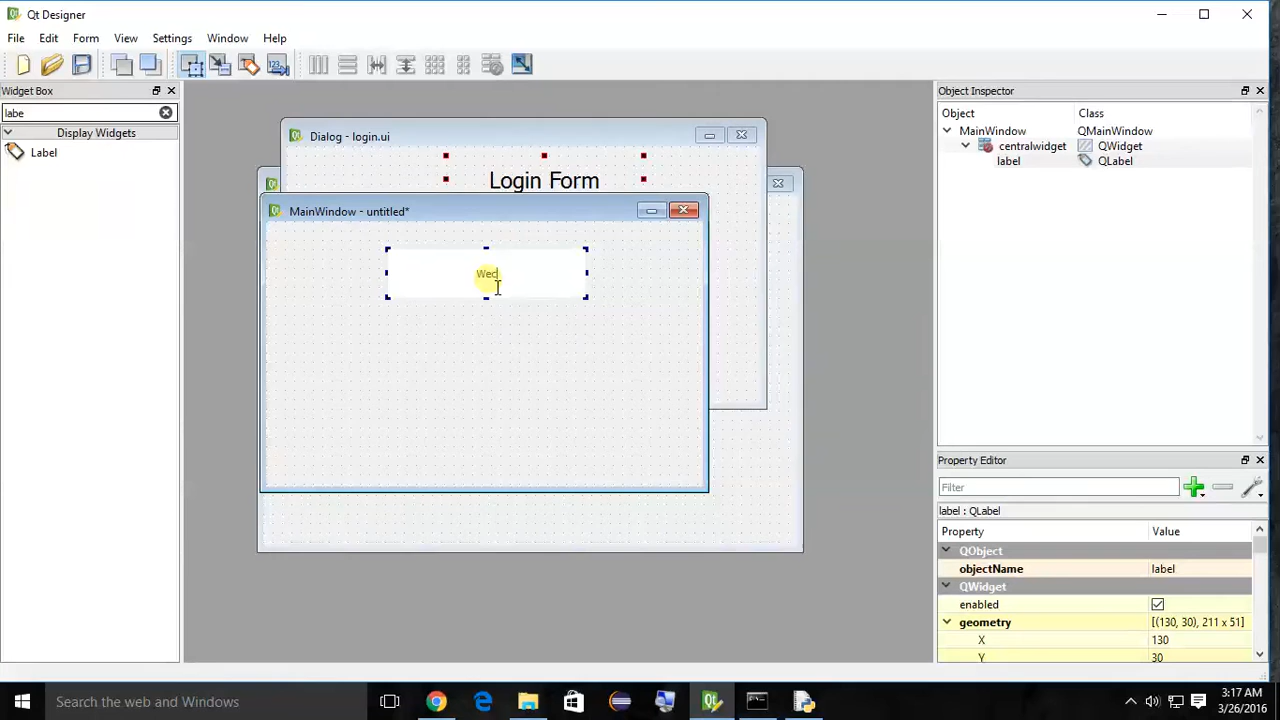 Qt Designer
File Edit Form View Settings Window Help
Widget Box
labe
Display Widgets
Label
Dialog - login.ui
Login Form
MainWindow - untitled*
Wec
Object Inspector
Object Class
MainWindow QMainWindow
centralwidget QWidget
label QLabel
Property Editor
Filter
label : QLabel
Property Value
QObject
objectName label
QWidget
enabled
geometry [(130, 30), 211 x 51]
X 130
Y 30
Search the web and Windows
3:17 AM
3/26/2016